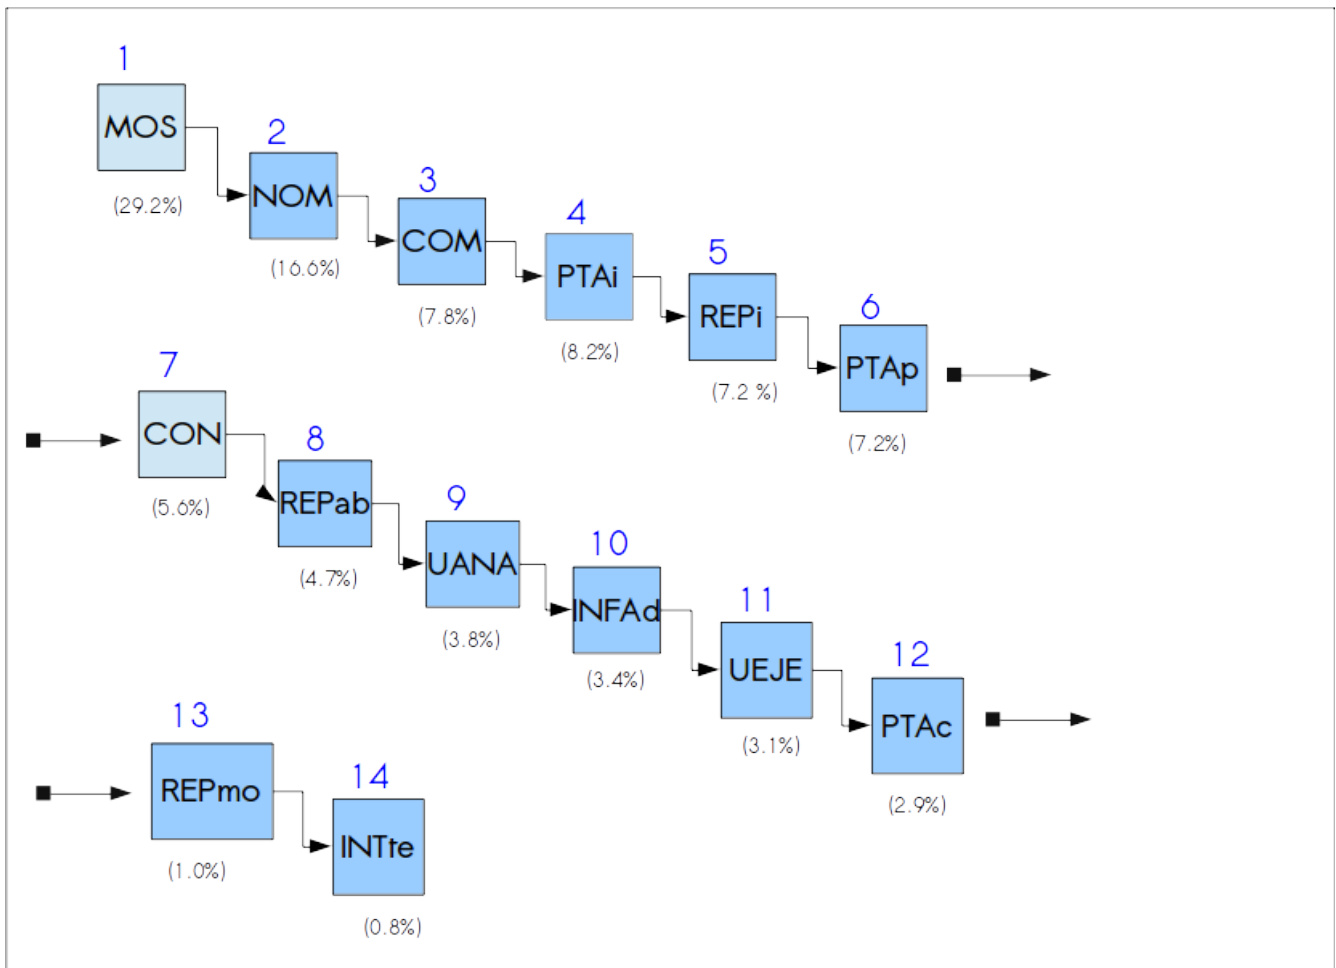 1
MOS
(29.2%)
2
NOM
(16.6%)
3
COM
(7.8%)
4
PTAi
(8.2%)
5
REPi
(7.2 %)
6
PTAp
(7.2%)
7
CON
(5.6%)
8
REPab
(4.7%)
9
UANA
(3.8%)
10
INFAd
(3.4%)
11
UEJE
(3.1%)
12
PTAc
(2.9%)
13
REPmo
(1.0%)
14
INTte
(0.8%)